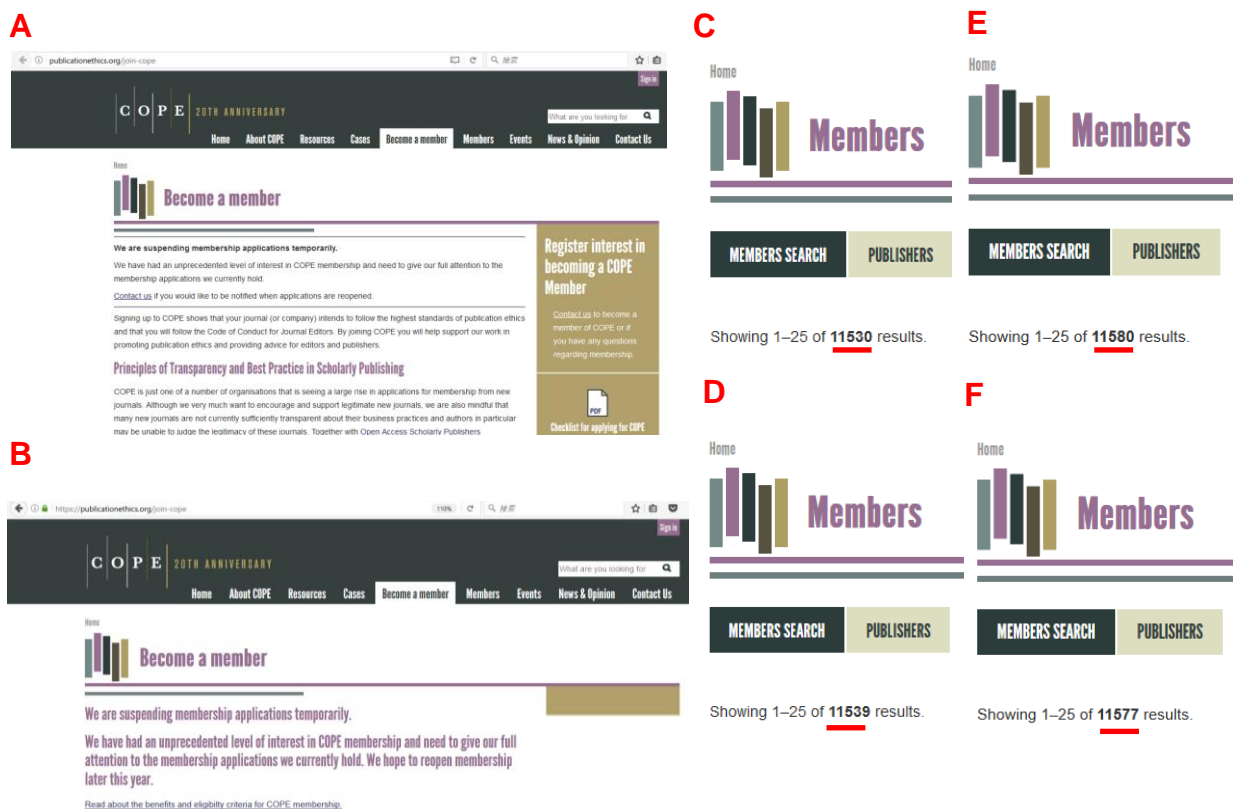 A
publicationethics.org/join-cope
搜索
Sign in
COPE 20TH ANNIVERSARY
What are you looking for
Home About COPE Resources Cases Become a member Members Events News & Opinion Contact Us
Home
Become a member
We are suspending membership applications temporarily.
We have had an unprecedented level of interest in COPE membership and need to give our full attention to the
membership applications we currently hold.
Contact us if you would like to be notified when applications are reopened.
Signing up to COPE shows that your journal (or company) intends to follow the highest standards of publication ethics
and that you will follow the Code of Conduct for Journal Editors. By joining COPE you will help support our work in
promoting publication ethics and providing advice for editors and publishers.
Principles of Transparency and Best Practice in Scholarly Publishing
COPE is just one of a number of organisations that is seeing a large rise in applications for membership from new
journals. Although we very much want to encourage and support legitimate new journals, we are also mindful that
many new journals are not currently sufficiently transparent about their business practices and authors in particular
may be unable to judge the legitimacy of these journals. Together with Open Access Scholarly Publishers
Register interest in
becoming a COPE
Member
Contact us to become a
member of COPE or if
you have any questions
regarding membership.
PDF
Checklist for applying for COPE
B
https://publicationethics.org/join-cope
110%
搜索
Sign in
COPE 20TH ANNIVERSARY
What are you looking for
Home About COPE Resources Cases Become a member Members Events News & Opinion Contact Us
Home
Become a member
We are suspending membership applications temporarily.
We have had an unprecedented level of interest in COPE membership and need to give our full
attention to the membership applications we currently hold. We hope to reopen membership
later this year.
Read about the benefits and eligibilty criteria for COPE membership.
C
Home
Members
MEMBERS SEARCH PUBLISHERS
Showing 1–25 of 11530 results.
D
Home
Members
MEMBERS SEARCH PUBLISHERS
Showing 1–25 of 11539 results.
E
Home
Members
MEMBERS SEARCH PUBLISHERS
Showing 1–25 of 11580 results.
F
Home
Members
MEMBERS SEARCH PUBLISHERS
Showing 1–25 of 11577 results.